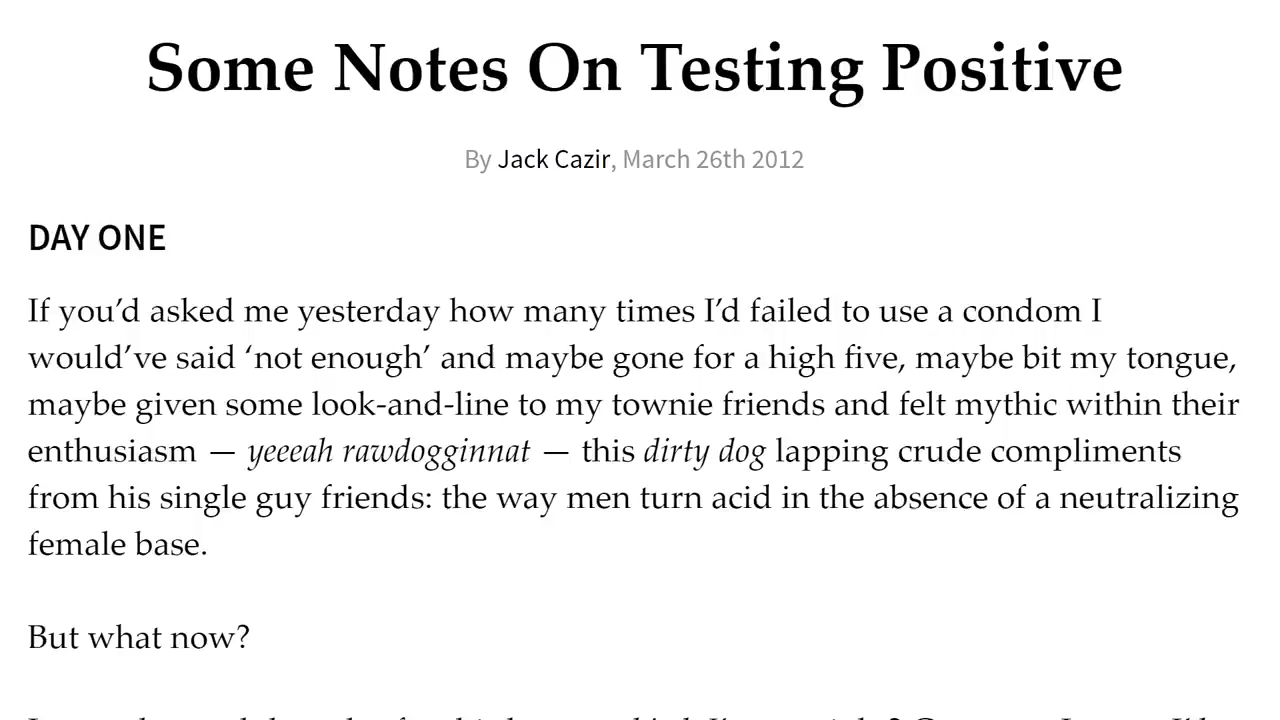 Some Notes On Testing Positive
By Jack Cazir, March 26th 2012
DAY ONE
If you’d asked me yesterday how many times I’d failed to use a condom I
would’ve said ‘not enough’ and maybe gone for a high five, maybe bit my tongue,
maybe given some look-and-line to my townie friends and felt mythic within their
enthusiasm — yeeeah rawdogginnat — this dirty dog lapping crude compliments
from his single guy friends: the way men turn acid in the absence of a neutralizing
female base.
But what now?